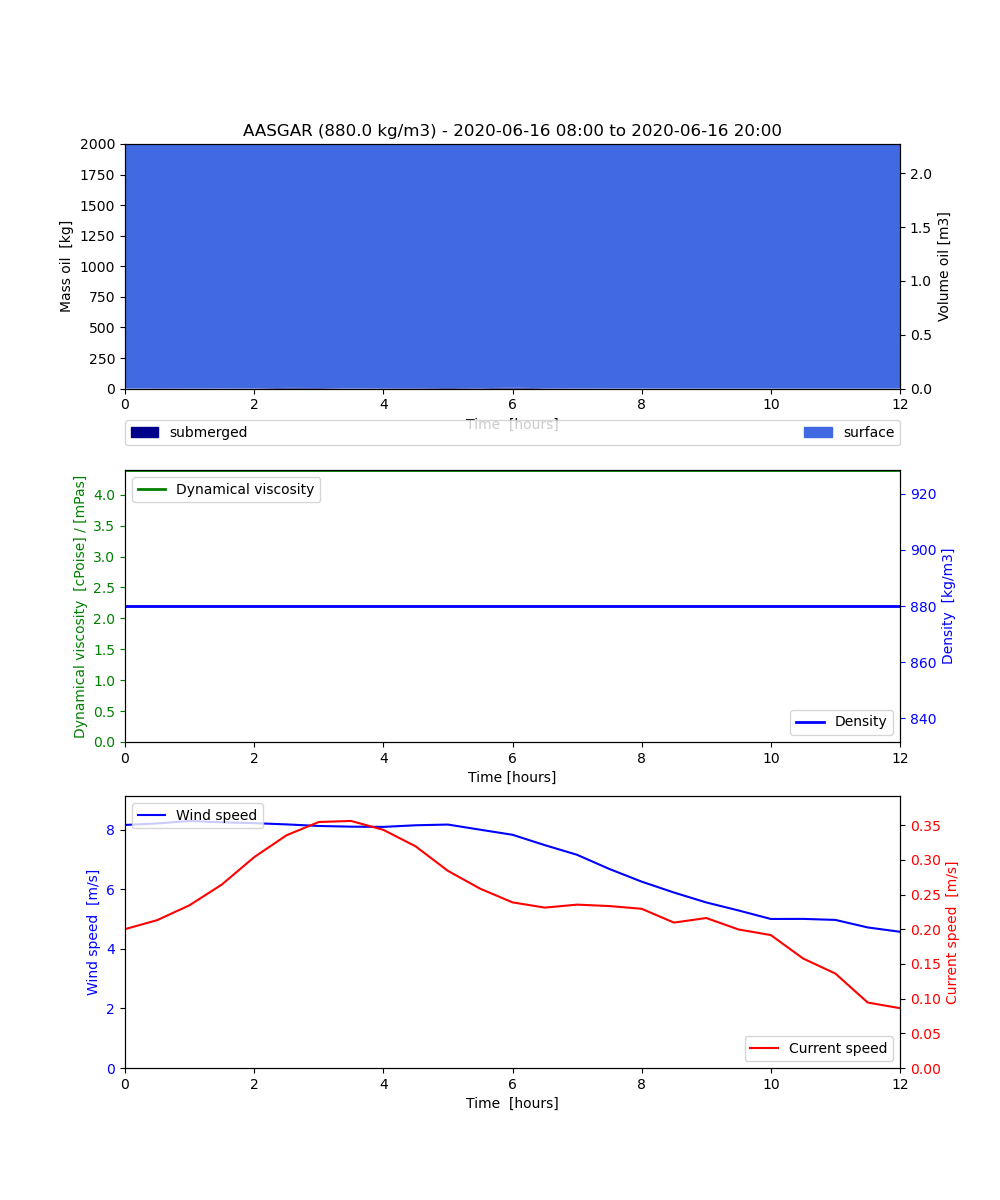 AASGAR (880.0 kg/m3) - 2020-06-16 08:00 to 2020-06-16 20:00
Mass oil [kg]
2000
1750
1500
1250
1000
750
500
250
0
Volume oil [m3]
2.0
1.5
1.0
0.5
0.0
0 2 4 6 8 10 12
Time [hours]
submerged surface
Dynamical viscosity [cPoise] / [mPas]
4.0
3.5
3.0
2.5
2.0
1.5
1.0
0.5
0.0
Dynamical viscosity
Density [kg/m3]
920
900
880
860
840
Density
0 2 4 6 8 10 12
Time [hours]
Wind speed [m/s]
8
6
4
2
0
Wind speed
Current speed [m/s]
0.35
0.30
0.25
0.20
0.15
0.10
0.05
0.00
Current speed
0 2 4 6 8 10 12
Time [hours]